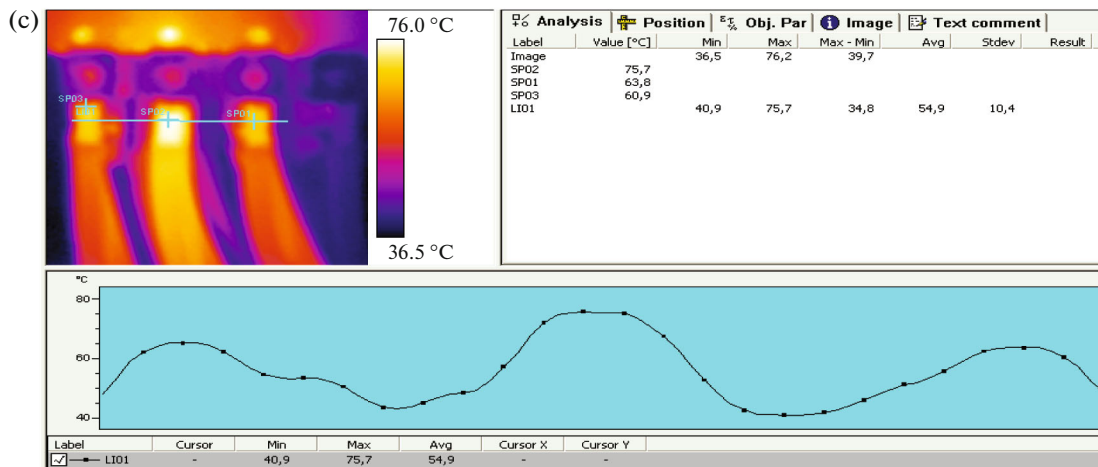 (c)
76.0 °C
36.5 °C
SP03
SP01
Analysis Position Obj. Par Image Text comment
Label Value [°C] Min Max Max - Min Avg Stdev Result
Image 36,5 76,2 39,7
SP02 75,7
SP01 63,8
SP03 60,9
LI01 40,9 75,7 34,8 54,9 10,4
°C
80
60
40
Label Cursor Min Max Avg Cursor X Cursor Y
LI01 - 40,9 75,7 54,9 - -